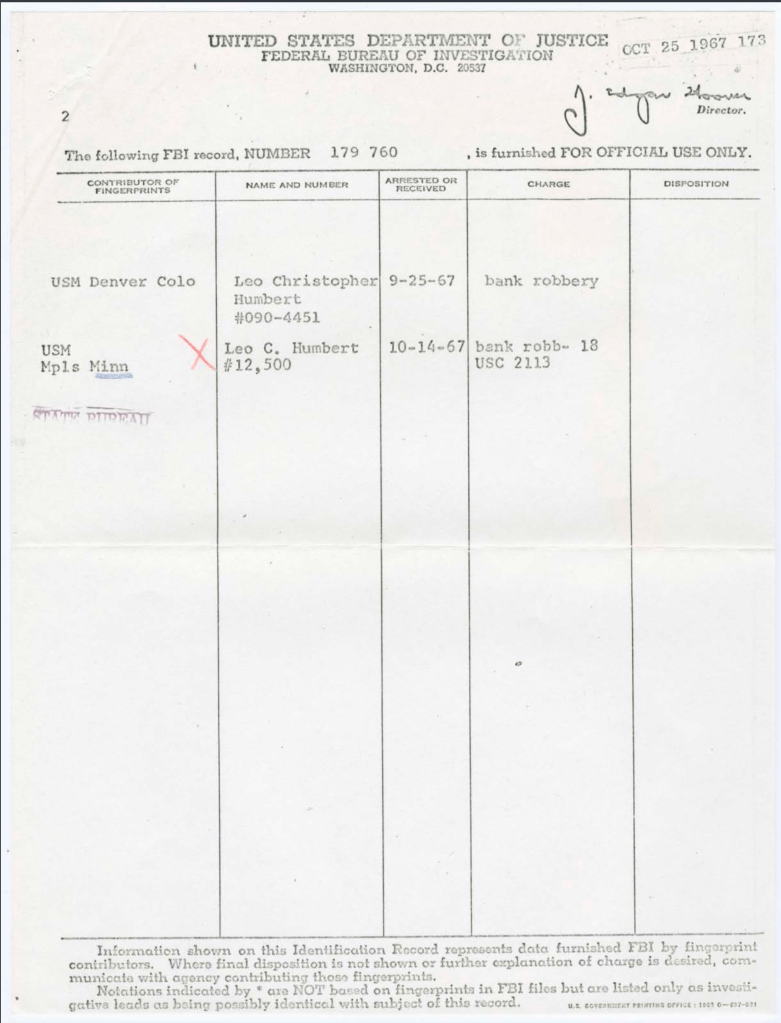 UNITED STATES DEPARTMENT OF JUSTICE
FEDERAL BUREAU OF INVESTIGATION
WASHINGTON, D.C. 20537
OCT 25 1967 173
J. Edgar Hoover
Director.
2
The following FBI record, NUMBER 179 760 , is furnished FOR OFFICIAL USE ONLY.
CONTRIBUTOR OF FINGERPRINTS
NAME AND NUMBER
ARRESTED OR RECEIVED
CHARGE
DISPOSITION
USM Denver Colo Leo Christopher 9-25-67 bank robbery
Humbert
#090-4451
USM X Leo C. Humbert 10-14-67 bank robb- 18
Mpls Minn #12,500 USC 2113
STATE BUREAU
Information shown on this Identification Record represents data furnished FBI by fingerprint
contributors. Where final disposition is not shown or further explanation of charge is desired, com-
municate with agency contributing those fingerprints.
Notations indicated by * are NOT based on fingerprints in FBI files but are listed only as investi-
gative leads as being possibly identical with subject of this record.
U.S. GOVERNMENT PRINTING OFFICE : 1967